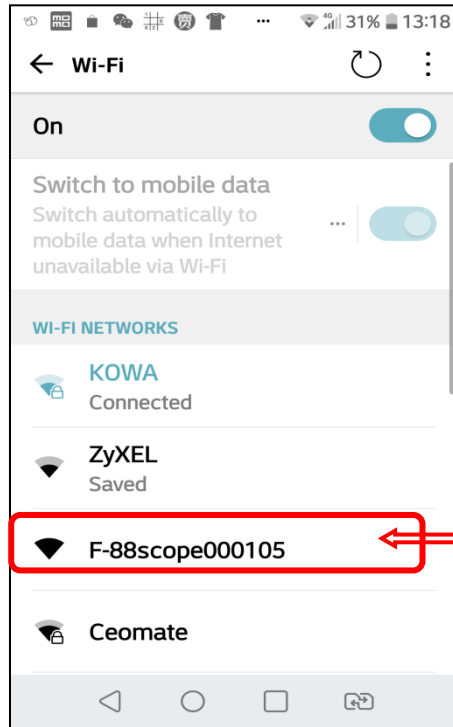 4G 31% 13:18
Wi-Fi
On
Switch to mobile data
Switch automatically to
mobile data when Internet
unavailable via Wi-Fi
WI-FI NETWORKS
KOWA
Connected
ZyXEL
Saved
F-88scope000105
Ceomate